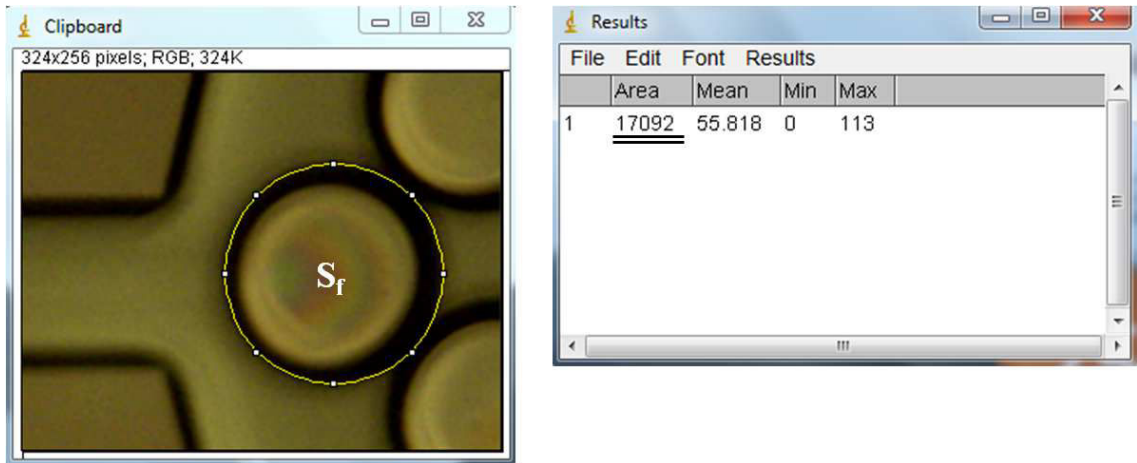 Clipboard
324x256 pixels; RGB; 324K
Sf
Results
File Edit Font Results
Area Mean Min Max
1 17092 55.818 0 113